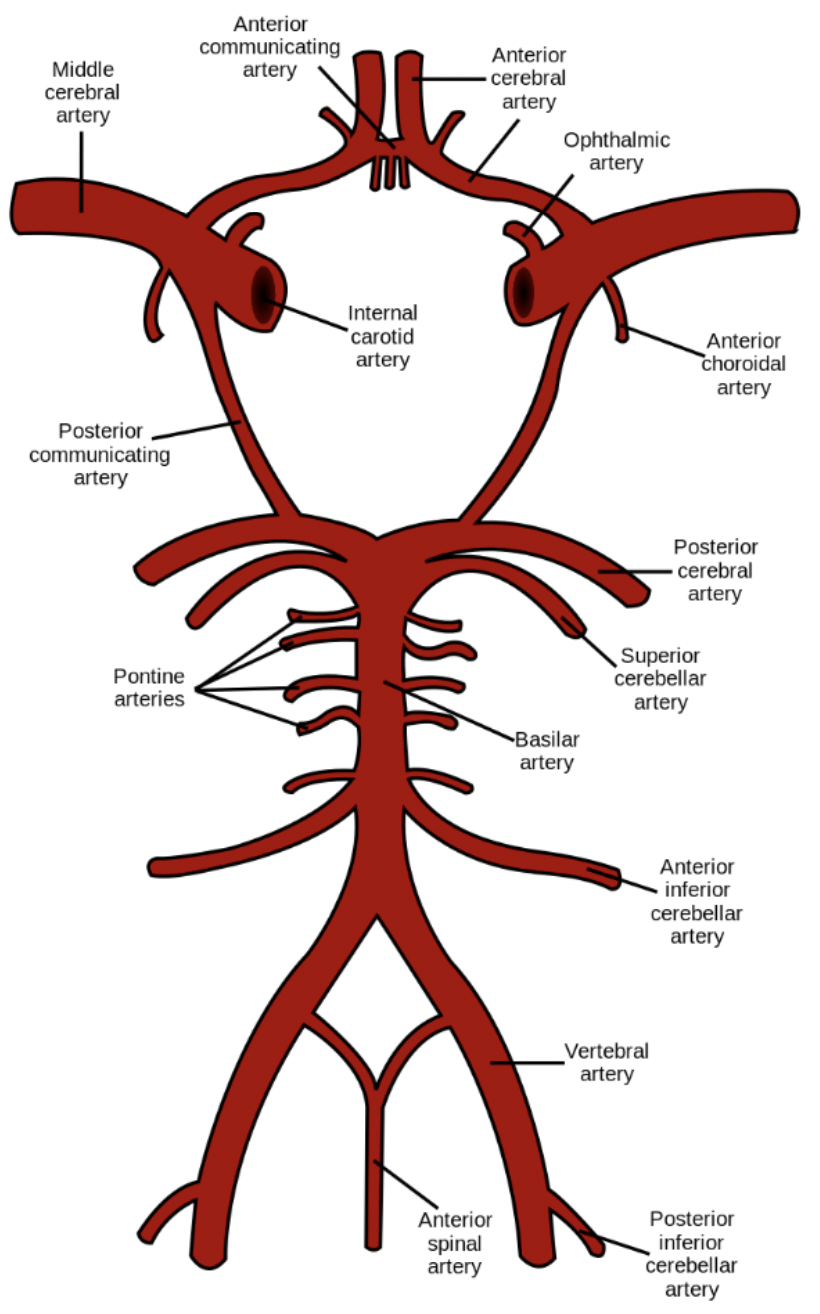 Anterior
communicating
artery
Middle
cerebral
artery
Anterior
cerebral
artery
Ophthalmic
artery
Internal
carotid
artery
Anterior
choroidal
artery
Posterior
communicating
artery
Posterior
cerebral
artery
Superior
cerebellar
artery
Pontine
arteries
Basilar
artery
Anterior
inferior
cerebellar
artery
Vertebral
artery
Anterior
spinal
artery
Posterior
inferior
cerebellar
artery